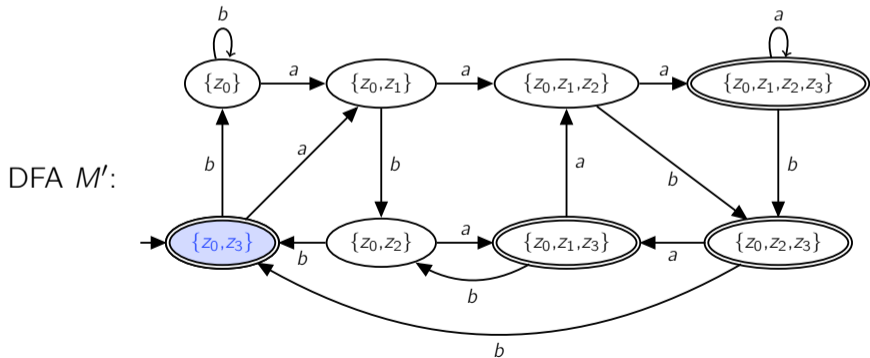 b
{z₀} a {z₀,z₁} a {z₀,z₁,z₂} a {z₀,z₁,z₂,z₃} a
b a b a b b
DFA M′:
{z₀,z₃} b {z₀,z₂} a {z₀,z₁,z₃} a {z₀,z₂,z₃}
b
b